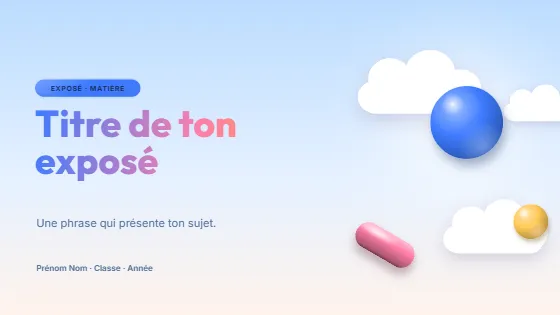 EXPOSÉ · MATIÈRE
Titre de ton
exposé
Une phrase qui présente ton sujet.
Prénom Nom · Classe · Année